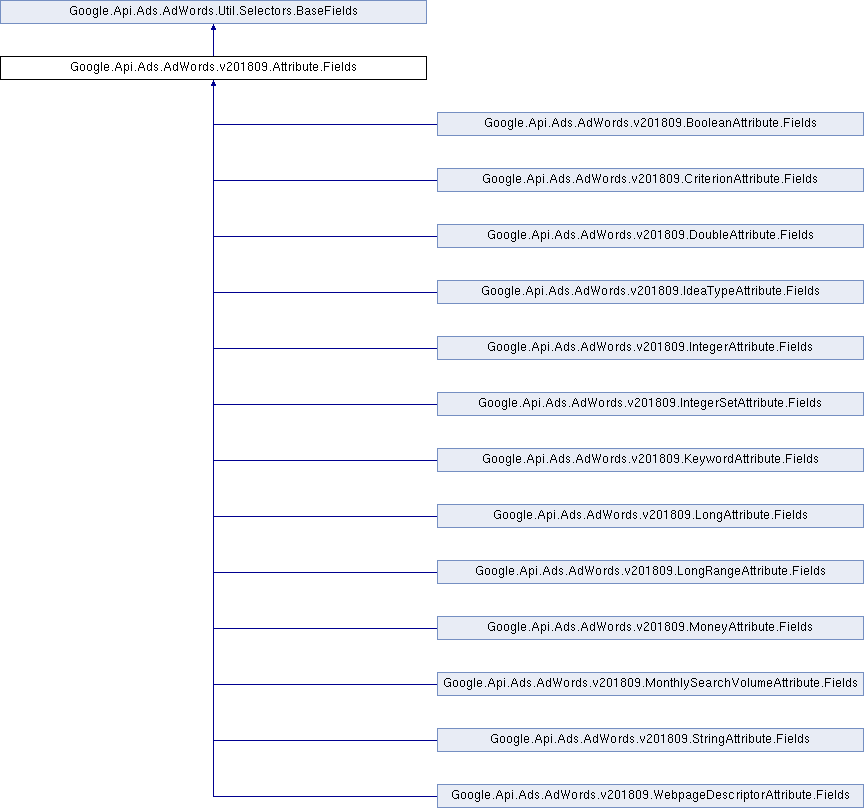 Google.Api.Ads.AdWords.Util.Selectors.BaseFields
Google.Api.Ads.AdWords.v201809.Attribute.Fields
Google.Api.Ads.AdWords.v201809.BooleanAttribute.Fields
Google.Api.Ads.AdWords.v201809.CriterionAttribute.Fields
Google.Api.Ads.AdWords.v201809.DoubleAttribute.Fields
Google.Api.Ads.AdWords.v201809.IdeaTypeAttribute.Fields
Google.Api.Ads.AdWords.v201809.IntegerAttribute.Fields
Google.Api.Ads.AdWords.v201809.IntegerSetAttribute.Fields
Google.Api.Ads.AdWords.v201809.KeywordAttribute.Fields
Google.Api.Ads.AdWords.v201809.LongAttribute.Fields
Google.Api.Ads.AdWords.v201809.LongRangeAttribute.Fields
Google.Api.Ads.AdWords.v201809.MoneyAttribute.Fields
Google.Api.Ads.AdWords.v201809.MonthlySearchVolumeAttribute.Fields
Google.Api.Ads.AdWords.v201809.StringAttribute.Fields
Google.Api.Ads.AdWords.v201809.WebpageDescriptorAttribute.Fields